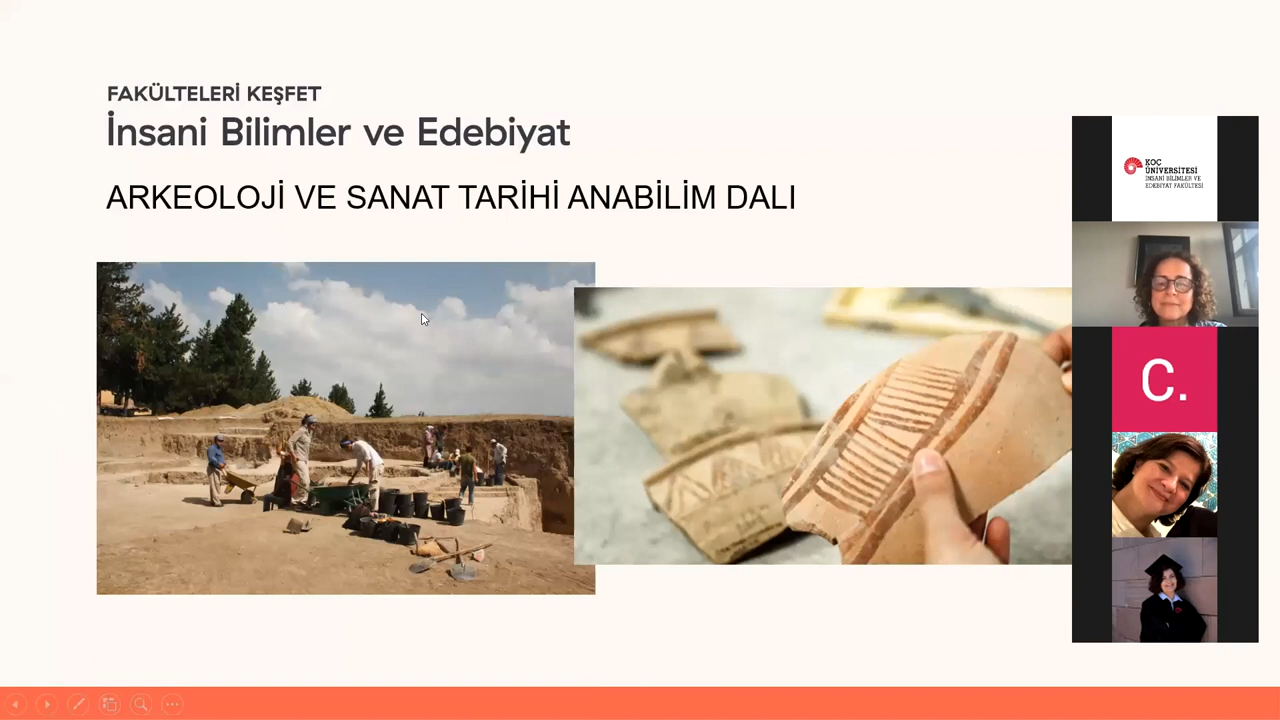 FAKÜLTELERİ KEŞFET
İnsani Bilimler ve Edebiyat
ARKEOLOJİ VE SANAT TARİHİ ANABİLİM DALI
KOÇ
ÜNİVERSİTESİ
İNSANİ BİLİMLER VE
EDEBİYAT FAKÜLTESİ
C.